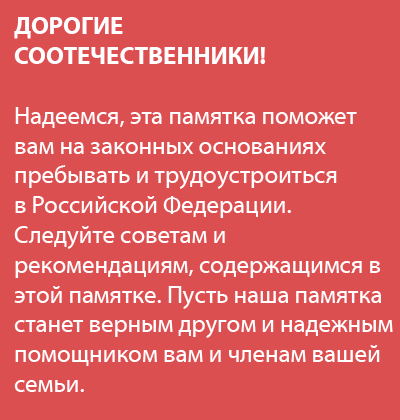 ДОРОГИЕ
СООТЕЧЕСТВЕННИКИ!
Надеемся, эта памятка поможет
вам на законных основаниях
пребывать и трудоустроиться
в Российской Федерации.
Следуйте советам и
рекомендациям, содержащимся в
этой памятке. Пусть наша памятка
станет верным другом и надежным
помощником вам и членам вашей
семьи.